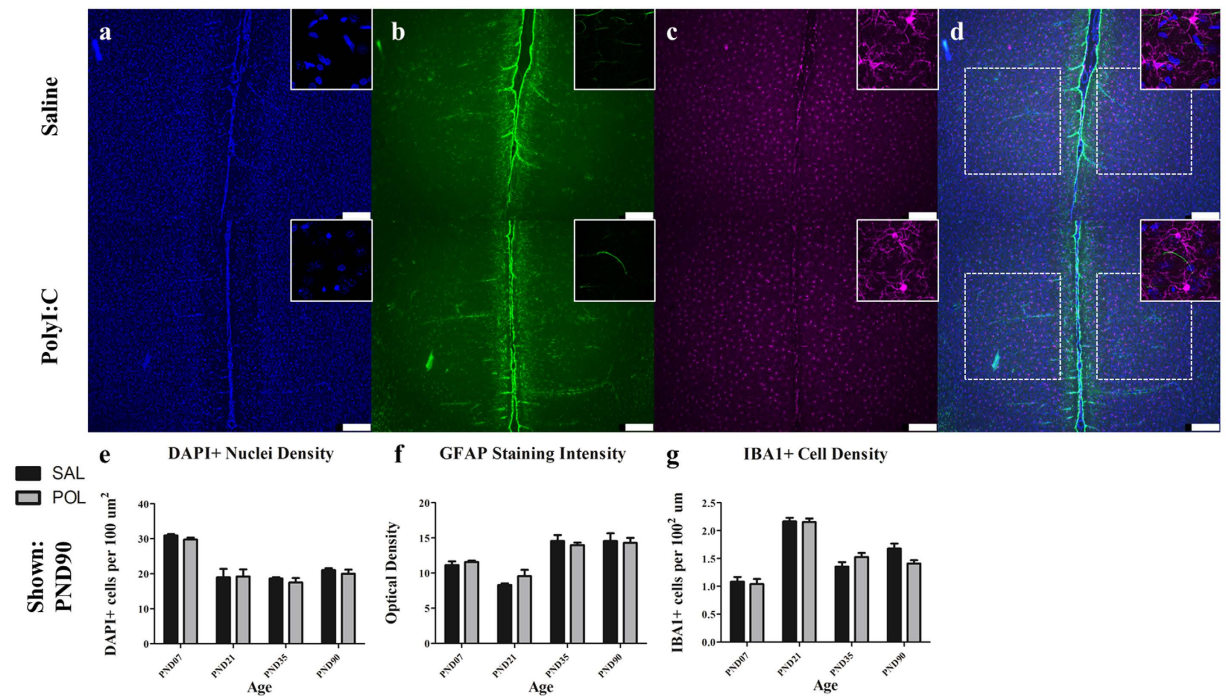 a b c d
Saline
PolyI:C
e DAPI+ Nuclei Density
f GFAP Staining Intensity
g IBA1+ Cell Density
SAL
POL
Shown:
PND90
DAPI+ cells per 100 um²
40
30
20
10
0
PND07 PND21 PND35 PND90
Age
Optical Density
20
15
10
5
0
PND07 PND21 PND35 PND90
Age
IBA1+ cells per 100² um
2.5
2.0
1.5
1.0
0.5
0.0
PND07 PND21 PND35 PND90
Age